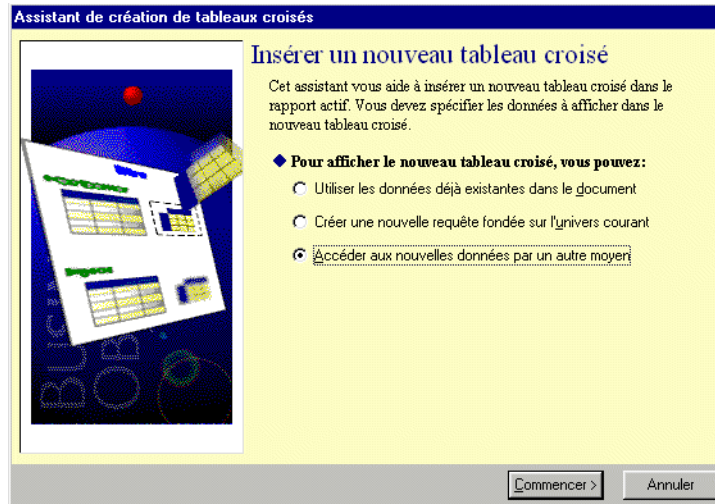 Assistant de création de tableaux croisés
Insérer un nouveau tableau croisé
Cet assistant vous aide à insérer un nouveau tableau croisé dans le
rapport actif. Vous devez spécifier les données à afficher dans le
nouveau tableau croisé.
Pour afficher le nouveau tableau croisé, vous pouvez:
Utiliser les données déjà existantes dans le document
Créer une nouvelle requête fondée sur l'univers courant
Accéder aux nouvelles données par un autre moyen
Commencer >
Annuler